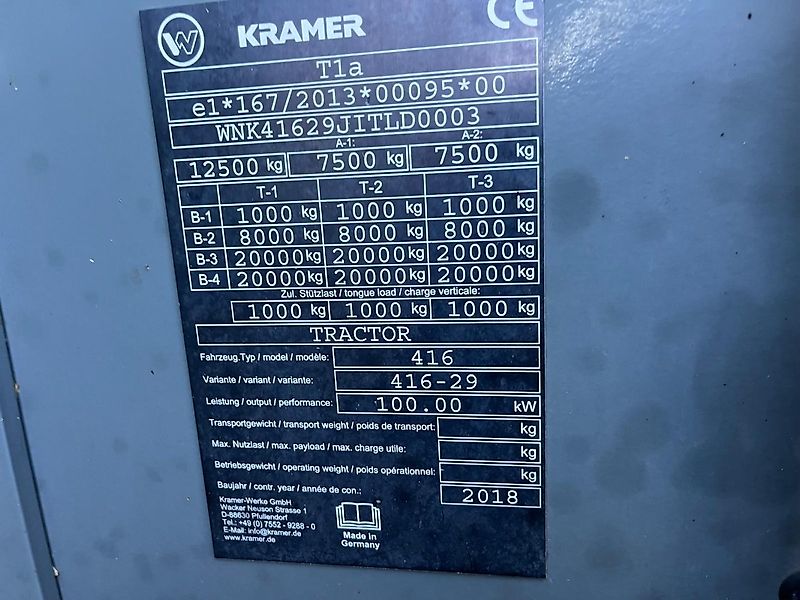 KRAMER CE
T1a
e1*167/2013*00095*00
WNK41629JITLD0003
A-1: A-2:
12500 kg 7500 kg 7500 kg
T-1 T-2 T-3
B-1 1000 kg 1000 kg 1000 kg
B-2 8000 kg 8000 kg 8000 kg
B-3 20000 kg 20000 kg 20000 kg
B-4 20000 kg 20000 kg 20000 kg
Zul. Stützlast / tongue load / charge verticale:
1000 kg 1000 kg 1000 kg
TRACTOR
Fahrzeug.Typ / model / modèle: 416
Variante / variant / variante: 416-29
Leistung / output / performance: 100.00 kW
Transportgewicht / transport weight / poids de transport: kg
Max. Nutzlast / max. payload / max. charge utile: kg
Betriebsgewicht / operating weight / poids opérationnel: kg
Baujahr / contr. year / année de con.: 2018
Kramer-Werke GmbH
Wacker Neuson Strasse 1
D-88630 Pfullendorf
Tel.: +49 (0) 7552 - 9288 - 0
E-Mail: info@kramer.de
www.kramer.de
Made in
Germany